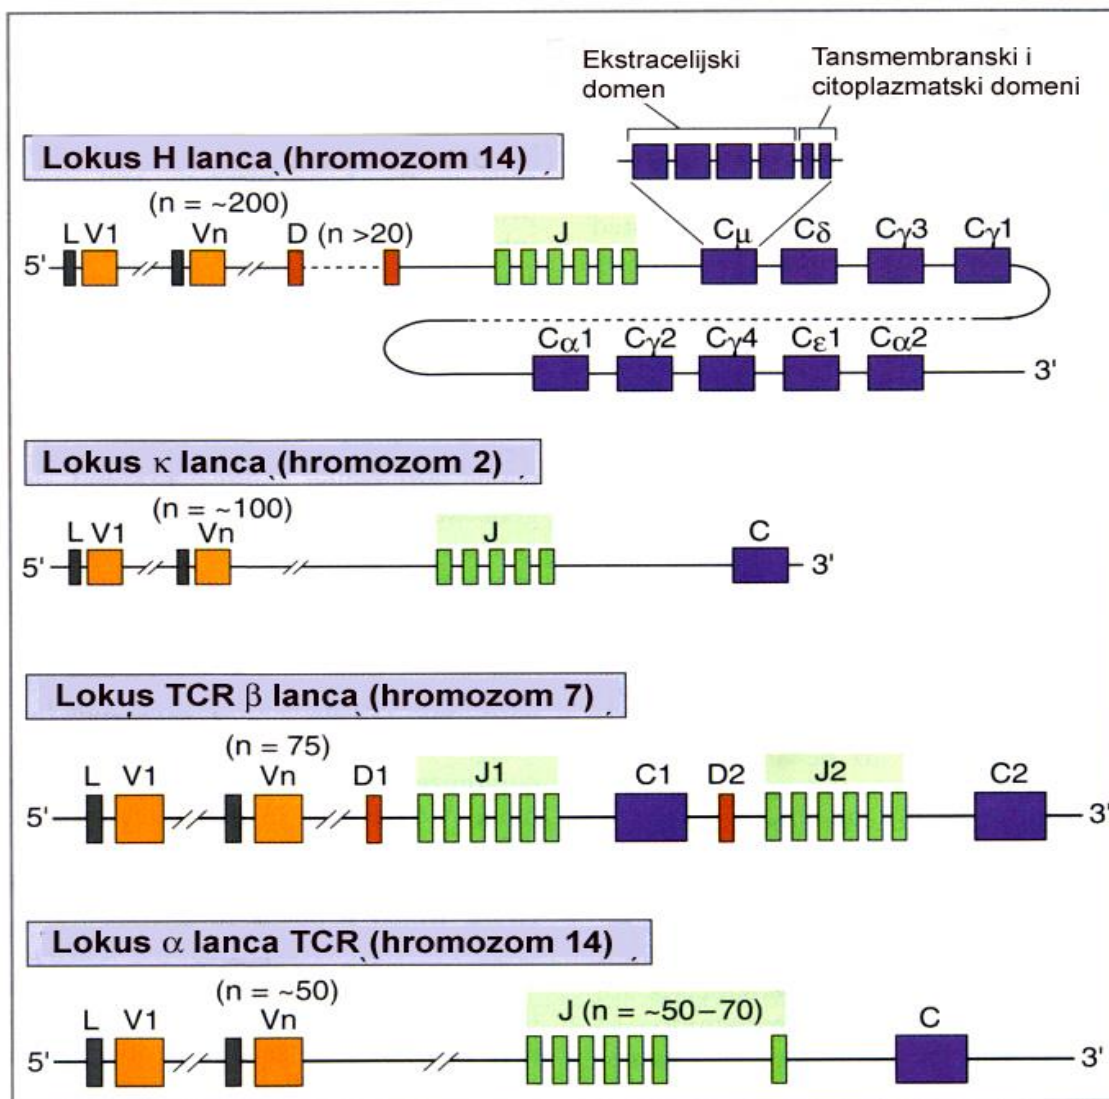 Ekstracelijski domen
Tansmembranski i citoplazmatski domeni
Lokus H lanca (hromozom 14)
(n = ~200)
L V1 Vn D (n >20) J Cμ Cδ Cγ3 Cγ1
5'
Cα1 Cγ2 Cγ4 Cε1 Cα2
3'
Lokus κ lanca (hromozom 2)
(n = ~100)
L V1 Vn J C
5' 3'
Lokus TCR β lanca (hromozom 7)
(n = 75)
L V1 Vn D1 J1 C1 D2 J2 C2
5' 3'
Lokus α lanca TCR (hromozom 14)
(n = ~50)
L V1 Vn J (n = ~50–70) C
5' 3'